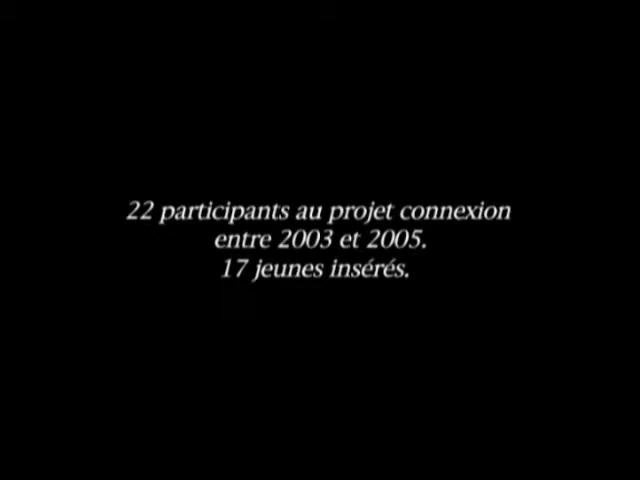 22 participants au projet connexion
entre 2003 et 2005.
17 jeunes insérés.